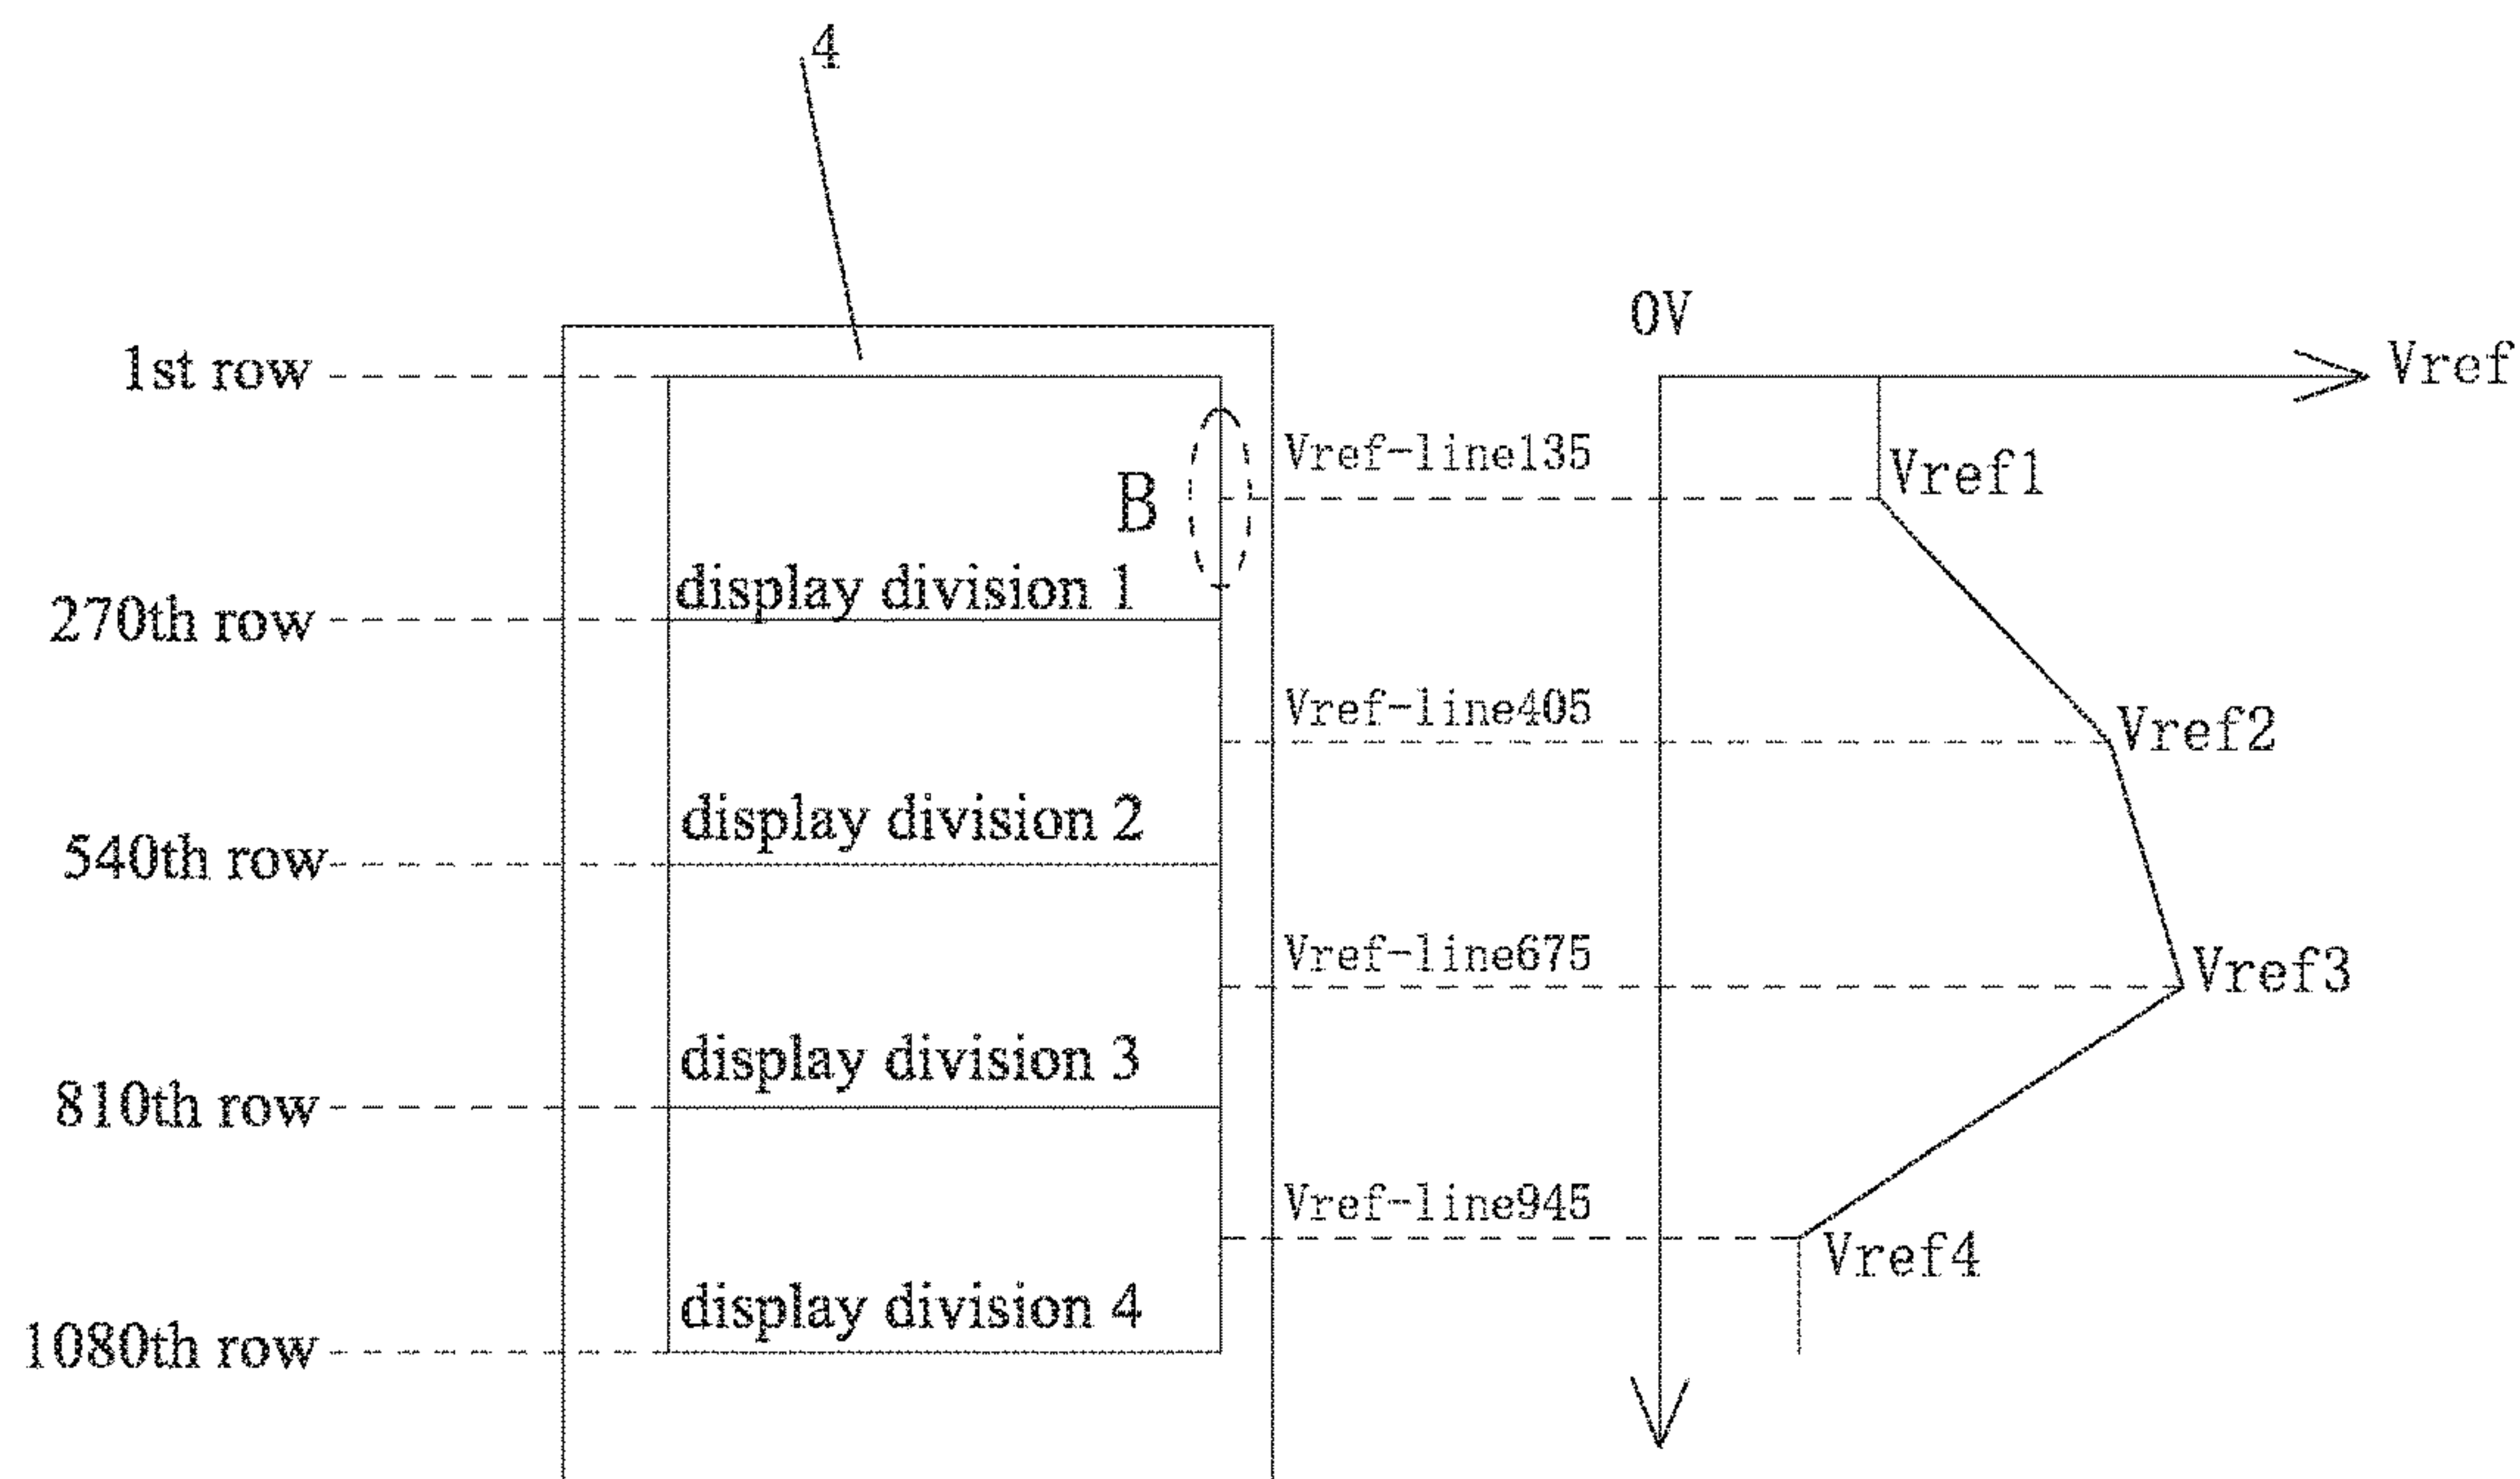 4
0V
Vref
1st row
Vref-line135
Vref1
B
display division 1
270th row
Vref-line405
Vref2
display division 2
540th row
Vref-line675
Vref3
display division 3
810th row
Vref-line945
Vref4
display division 4
1080th row